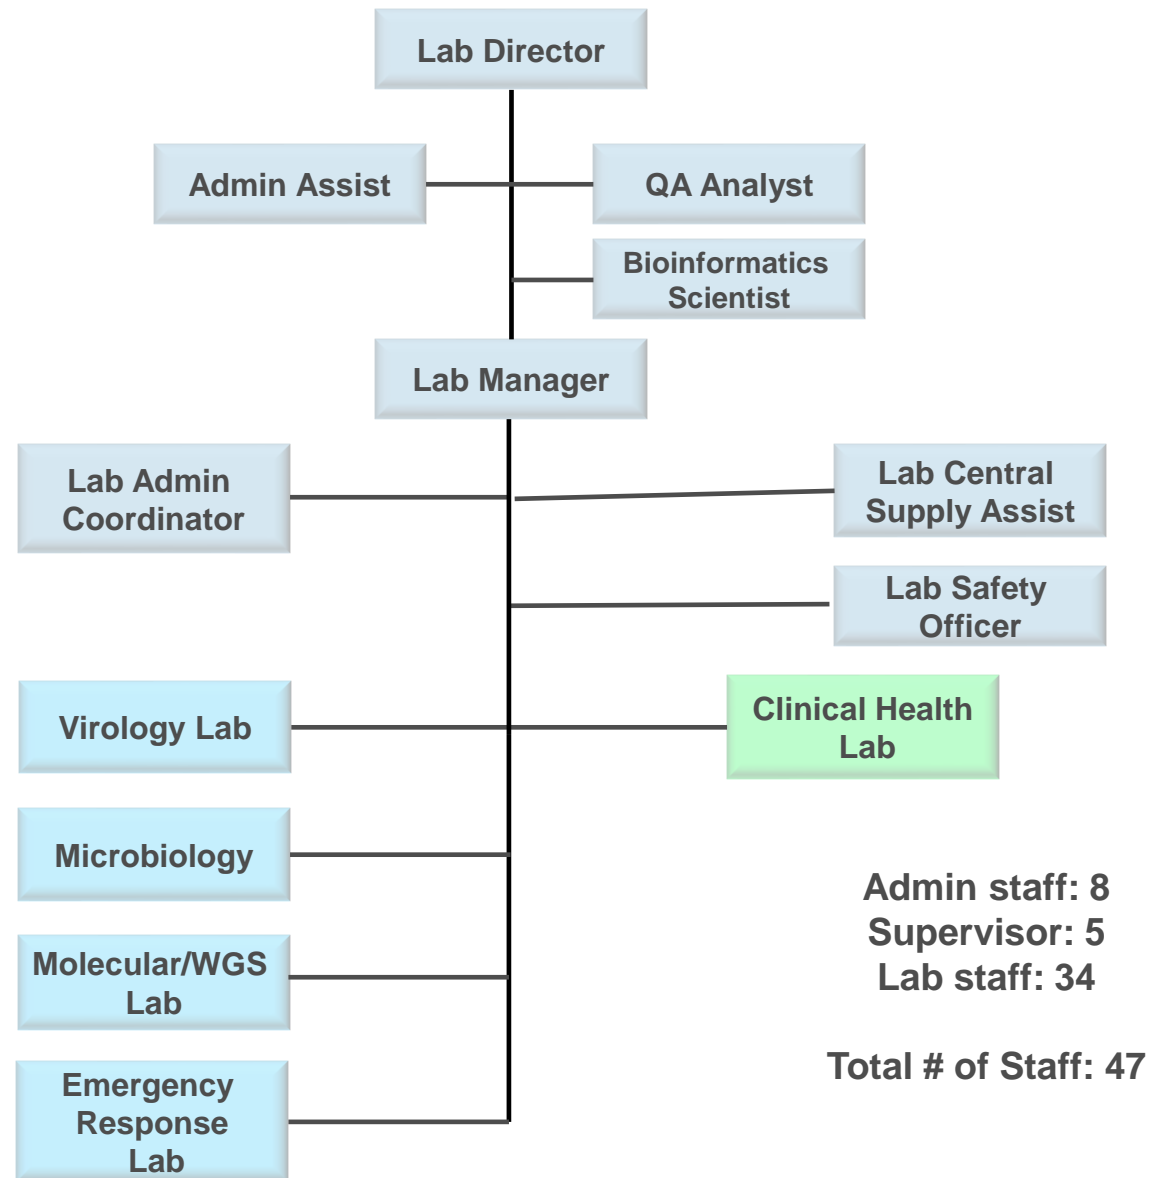 Lab Director
Admin Assist
QA Analyst
Bioinformatics
Scientist
Lab Manager
Lab Admin
Coordinator
Lab Central
Supply Assist
Lab Safety
Officer
Virology Lab
Clinical Health
Lab
Microbiology
Molecular/WGS
Lab
Emergency
Response
Lab
Admin staff: 8
Supervisor: 5
Lab staff: 34
Total # of Staff: 47